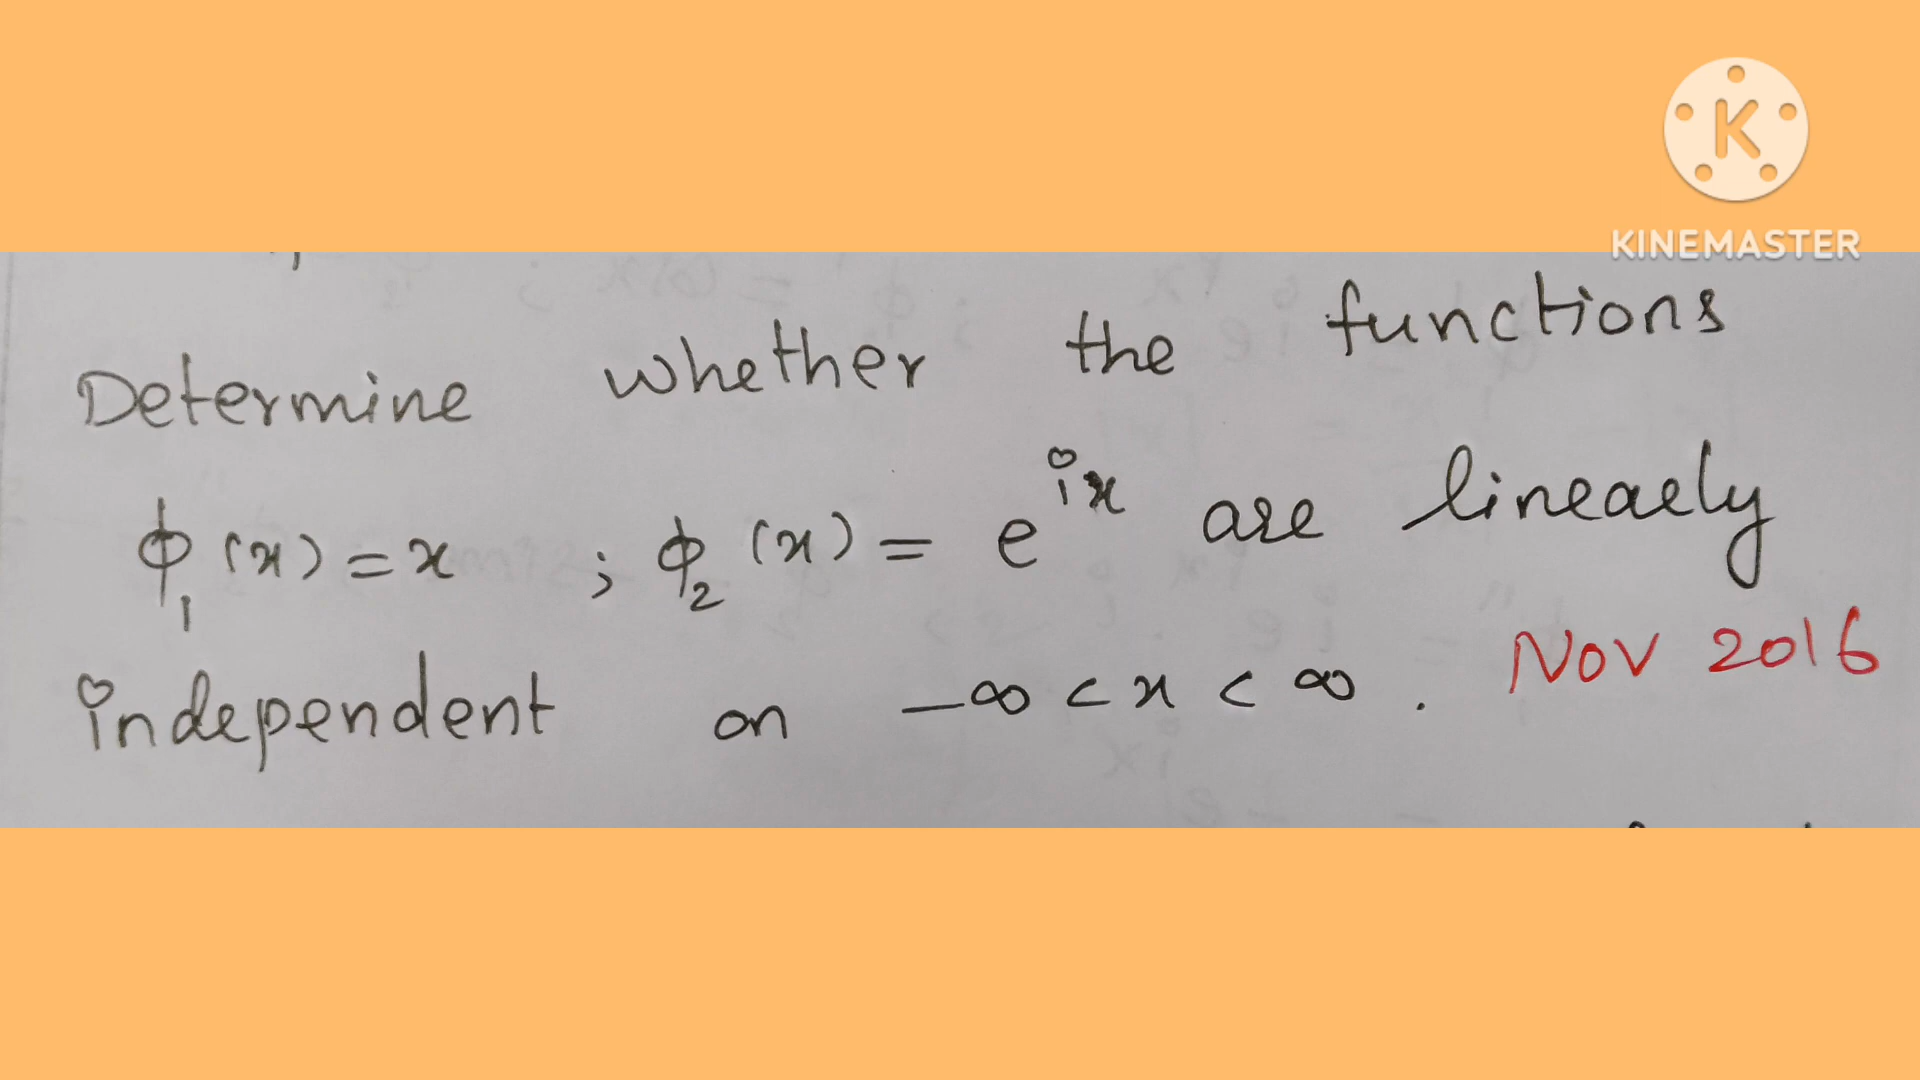 K
KINEMASTER
Determine whether the functions
ϕ₁(x) = x ; ϕ₂(x) = e^{ix} are linearly
independent on -∞ < x < ∞ . Nov 2016